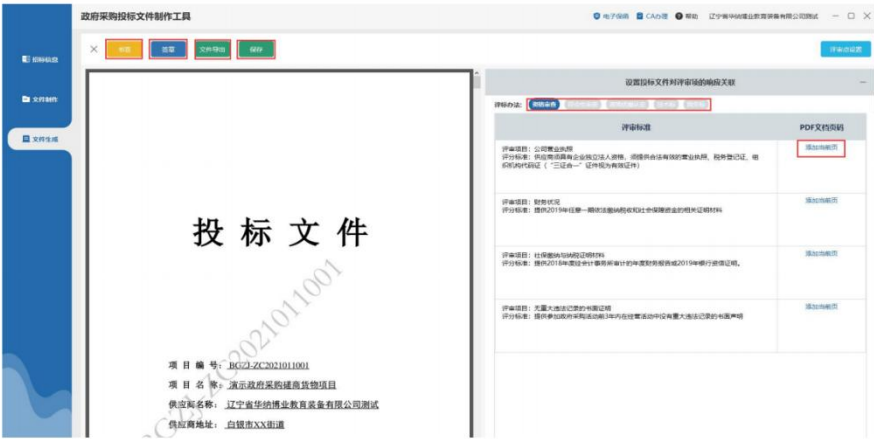 政府采购投标文件制作工具
电子保函 CA办理 帮助 辽宁省华纳博业教育装备有限公司测试
招标信息
文件制作
文件生成
签章 文件导出 保存
评审点设置
设置投标文件对评审项的响应关联
评标办法: 资格审查
评审标准 PDF文档页码
评审项目：公司营业执照
添加当前页
评分标准：供应商须具有企业独立法人资格，须提供合法有效的营业执照、税务登记证、组
织机构代码证（“三证合一”证件视为有效证件）
评审项目：财务状况
添加当前页
评分标准：提供2019年任意一期依法缴纳税收和社会保障资金的相关证明材料
评审项目：社保缴纳与纳税证明材料
添加当前页
评分标准：提供2018年度经会计事务所审计的年度财务报告或2019年银行资信证明。
评审项目：无重大违法记录的书面证明
添加当前页
评分标准：提供参加政府采购活动前3年内在经营活动中没有重大违法记录的书面声明
投标文件
BGZJ-ZC2021011001
项目编号：BGZJ-ZC2021011001
项目名称：演示政府采购磋商货物项目
供应商名称：辽宁省华纳博业教育装备有限公司测试
供应商地址：白银市XX街道